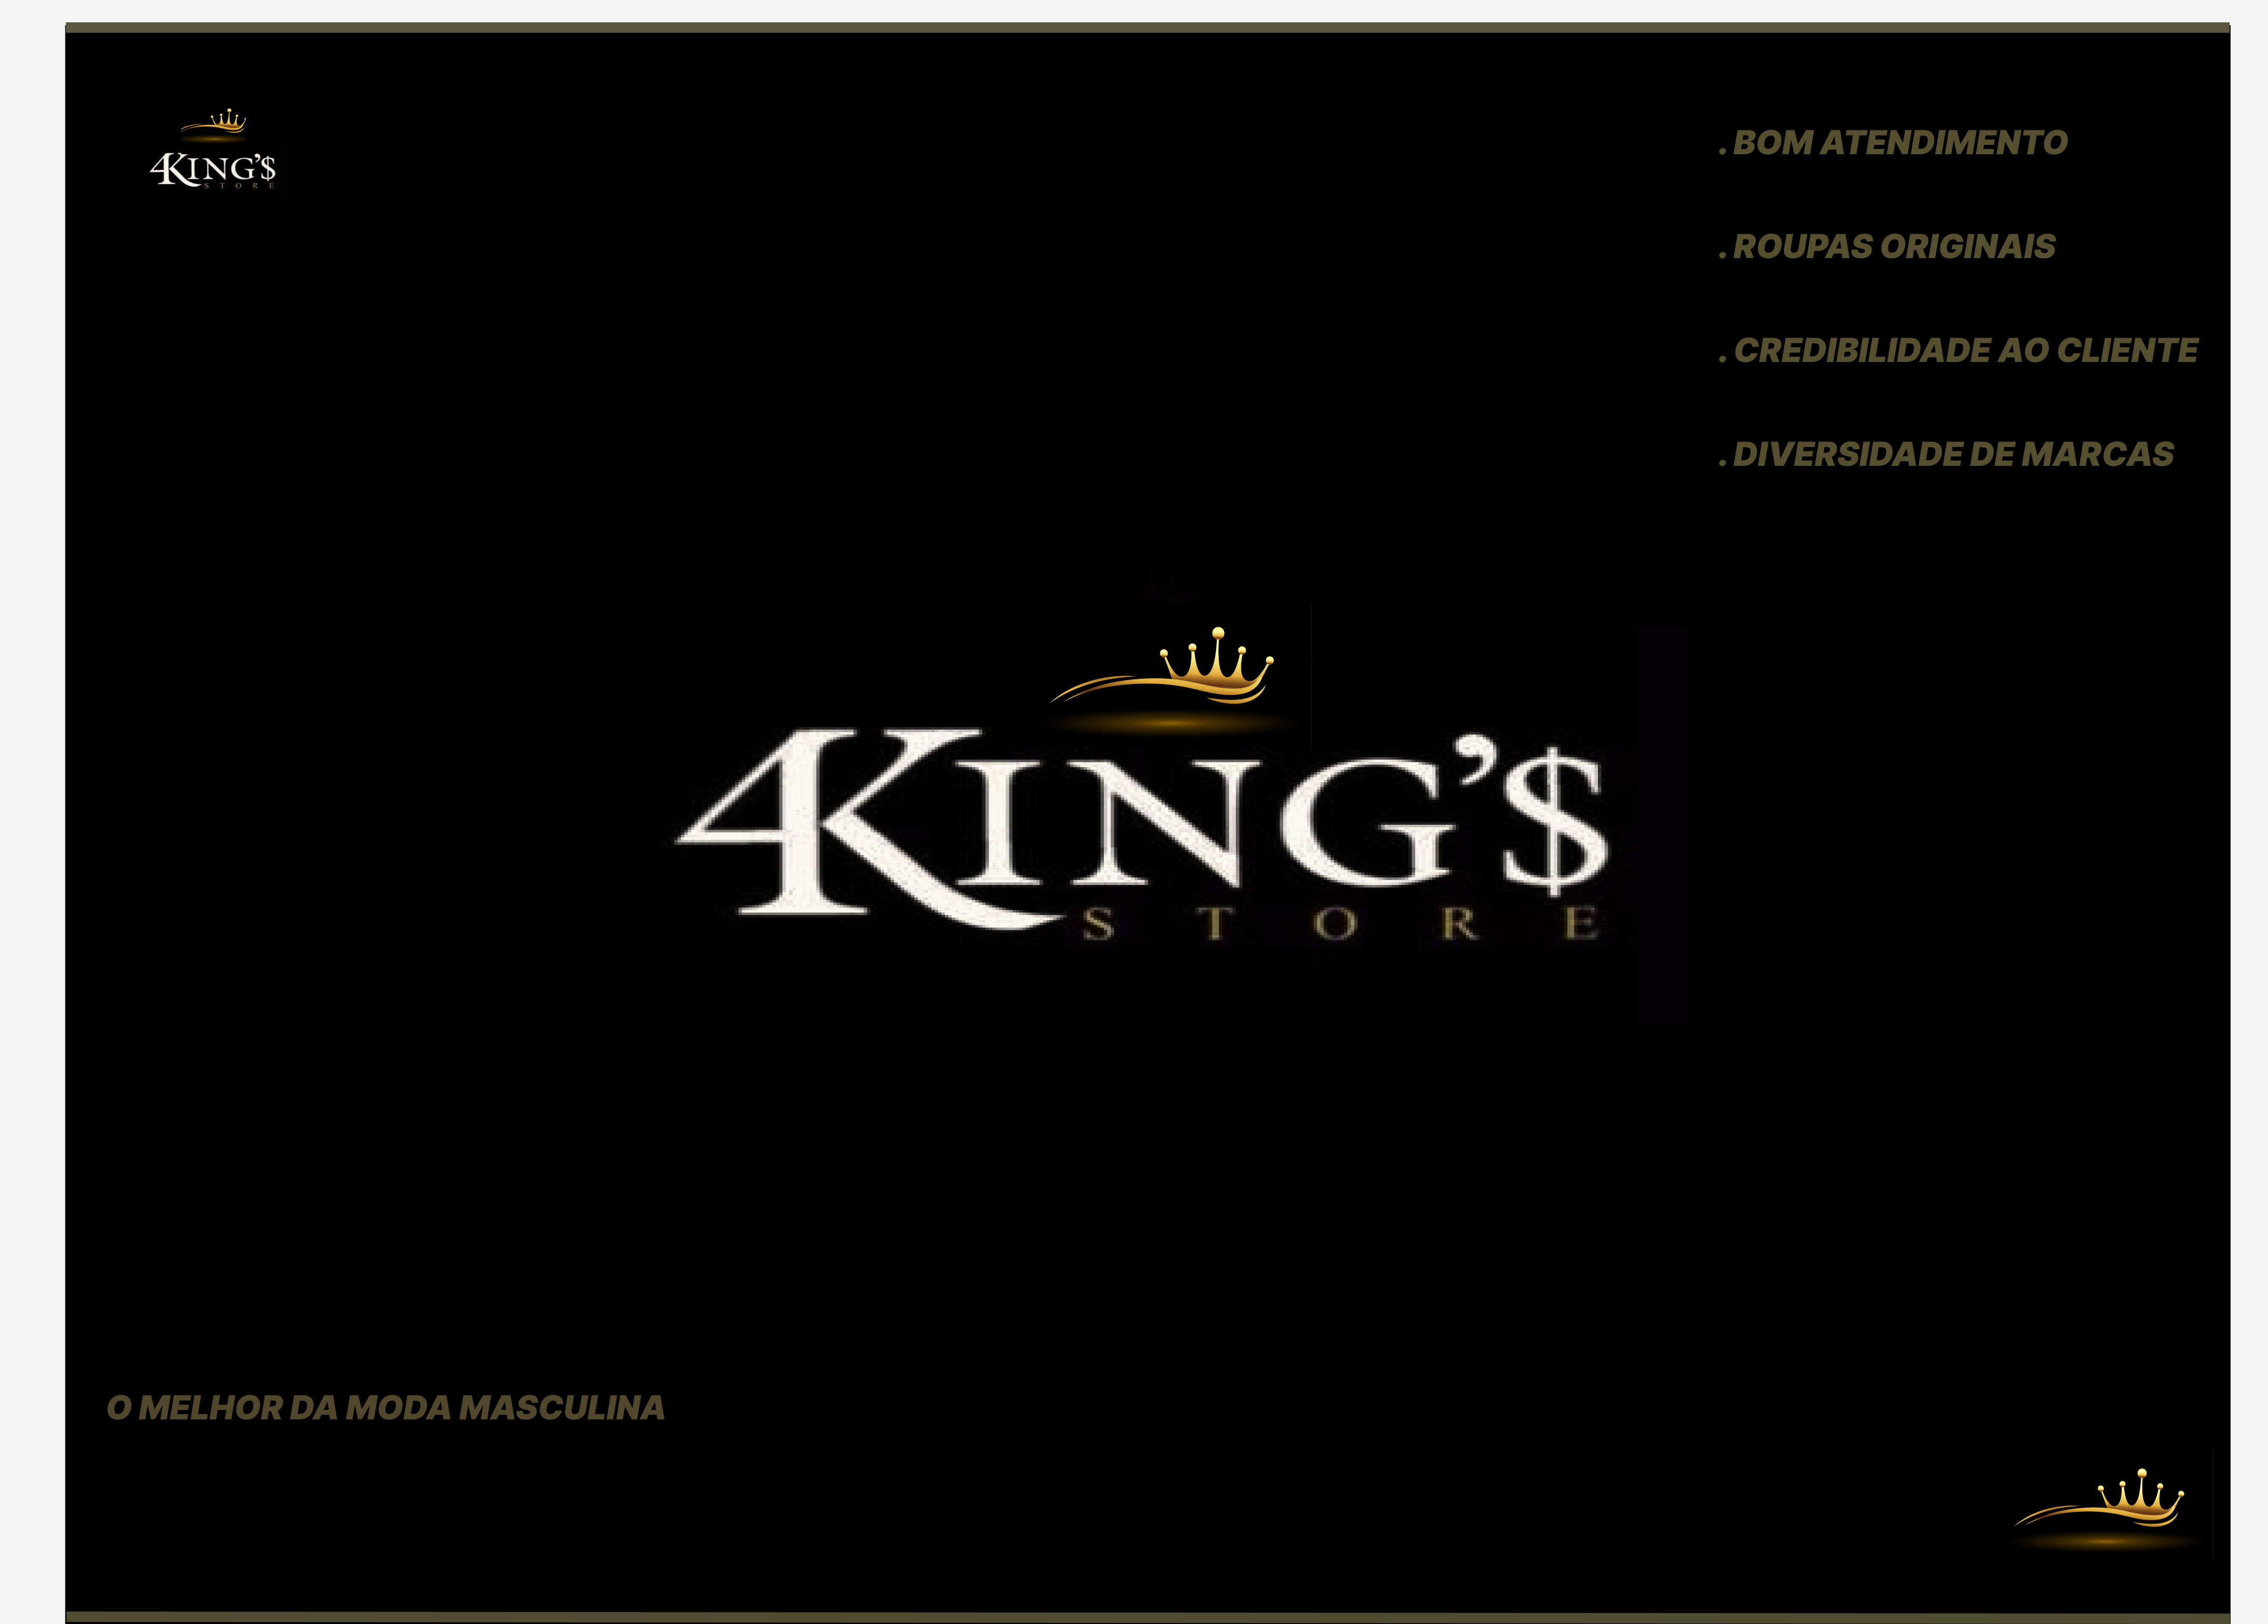 4KING'$
STORE
. BOM ATENDIMENTO
. ROUPAS ORIGINAIS
. CREDIBILIDADE AO CLIENTE
. DIVERSIDADE DE MARCAS
4KING'$
STORE
O MELHOR DA MODA MASCULINA